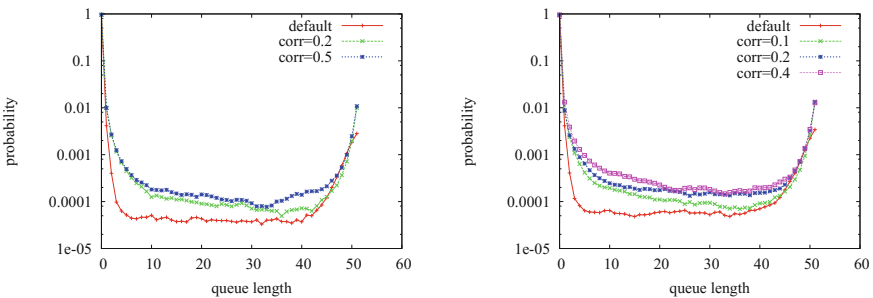 1
0.1
0.01
0.001
0.0001
1e-05
probability
0 10 20 30 40 50 60
queue length
default
corr=0.2
corr=0.5
1
0.1
0.01
0.001
0.0001
1e-05
probability
0 10 20 30 40 50 60
queue length
default
corr=0.1
corr=0.2
corr=0.4